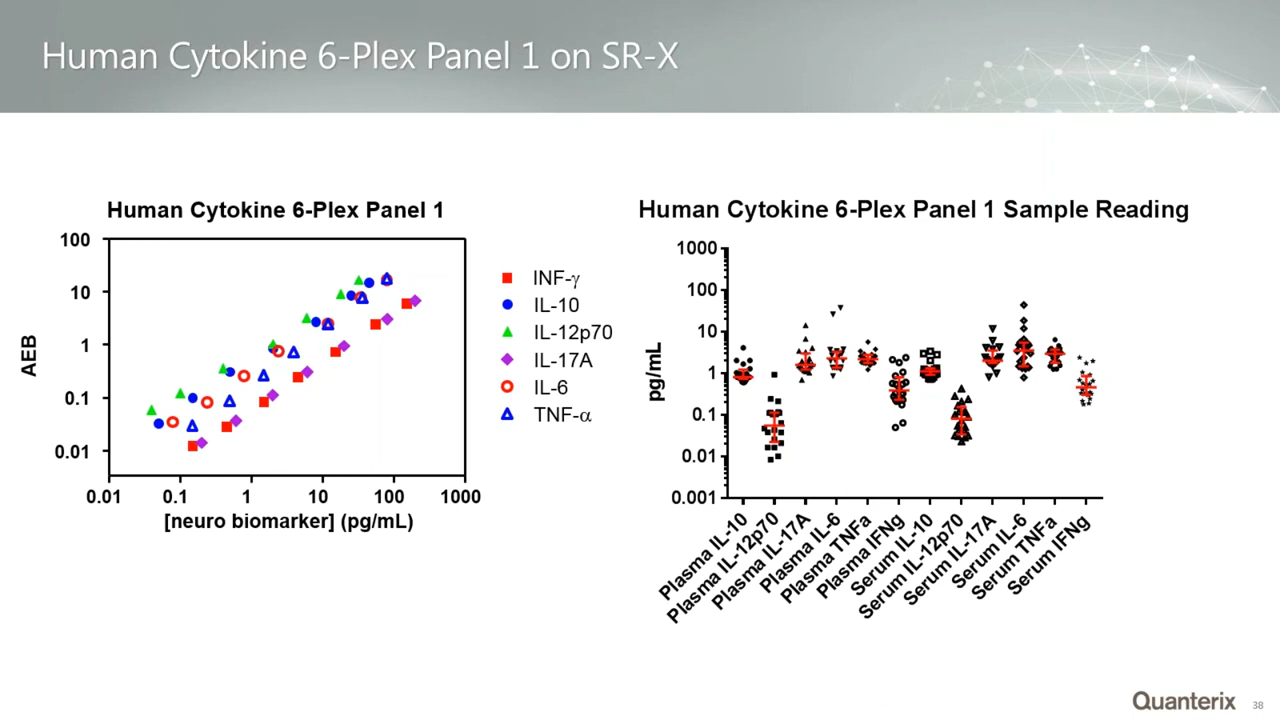 Human Cytokine 6-Plex Panel 1 on SR-X
Human Cytokine 6-Plex Panel 1
100
10
1
0.1
0.01
AEB
0.01 0.1 1 10 100 1000
[neuro biomarker] (pg/mL)
INF-γ
IL-10
IL-12p70
IL-17A
IL-6
TNF-α
Human Cytokine 6-Plex Panel 1 Sample Reading
1000
100
10
1
0.1
0.01
0.001
pg/mL
Plasma IL-10
Plasma IL-12p70
Plasma IL-17A
Plasma IL-6
Plasma TNFa
Plasma IFNg
Serum IL-10
Serum IL-12p70
Serum IL-17A
Serum IL-6
Serum TNFa
Serum IFNg
Quanterix
38